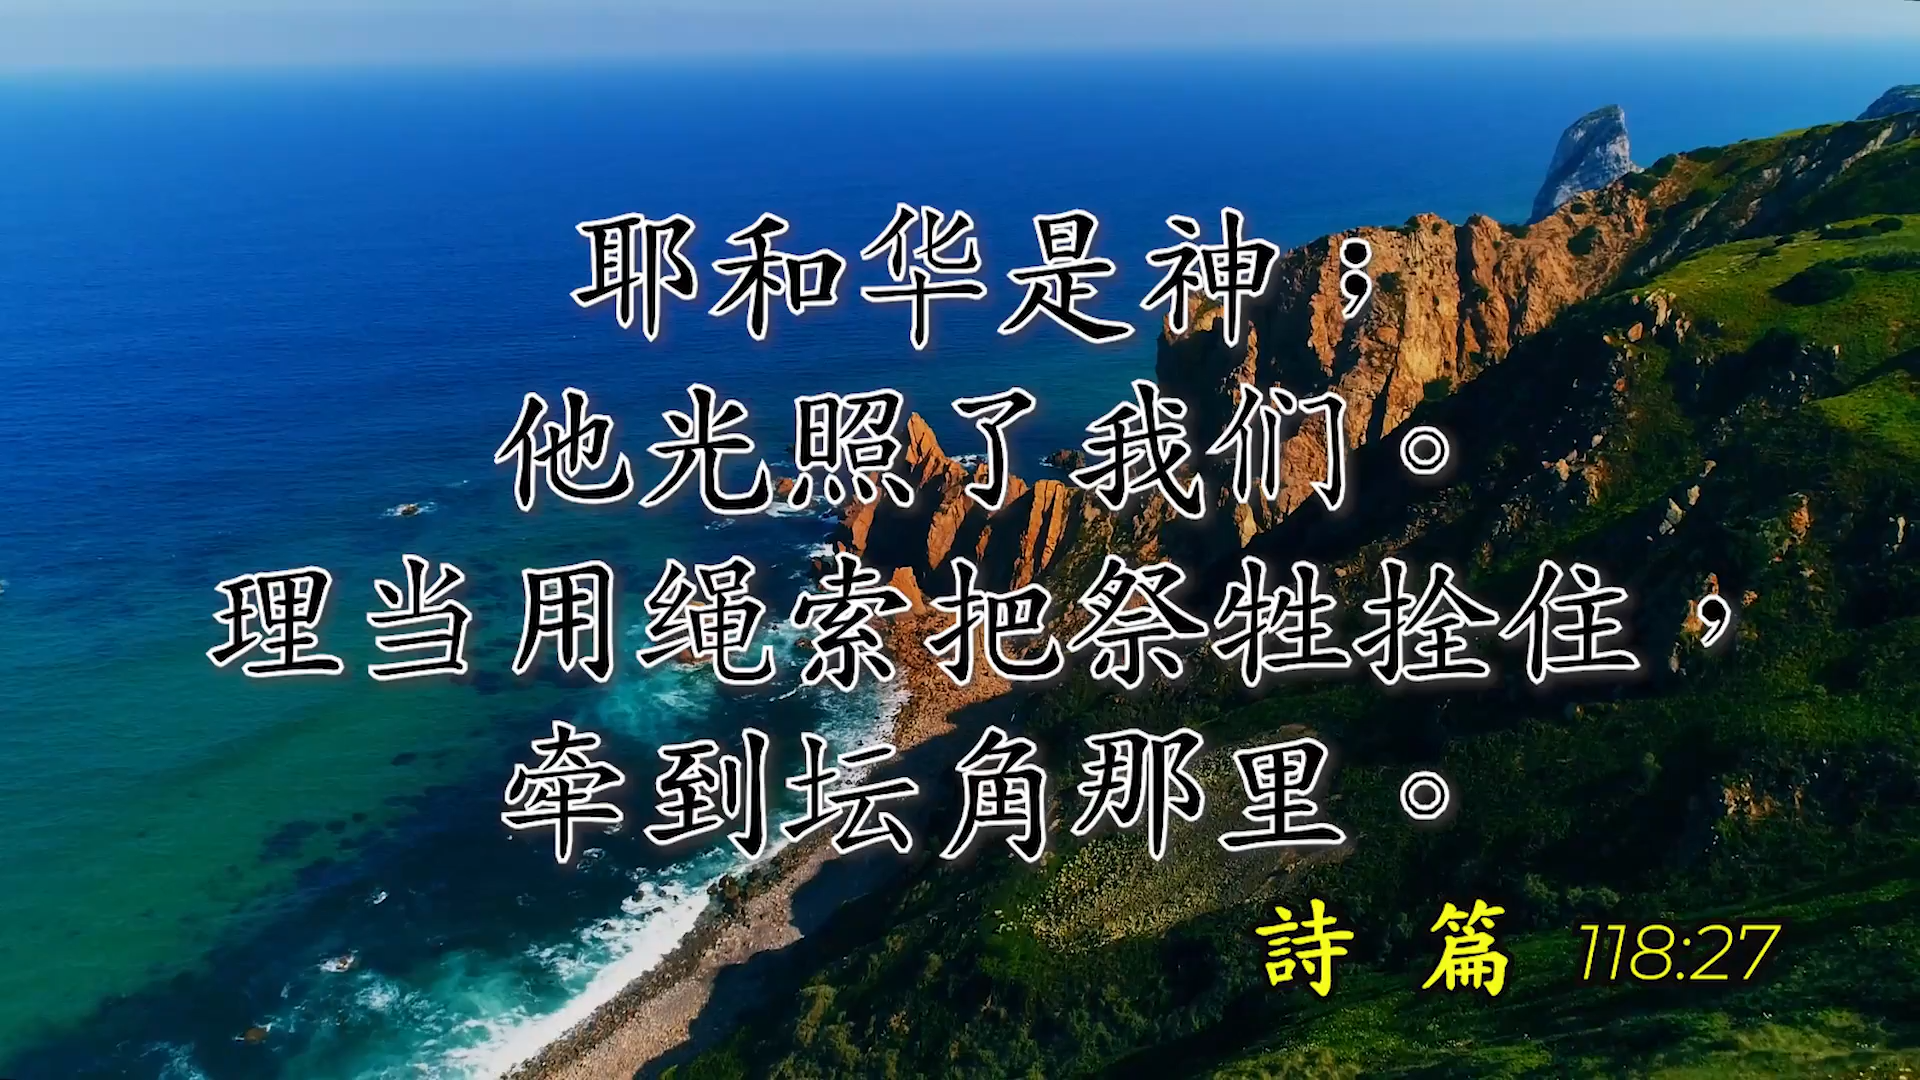 耶和华是神；
他光照了我们。
理当用绳索把祭牲拴住，
牵到坛角那里。
詩 篇 118:27